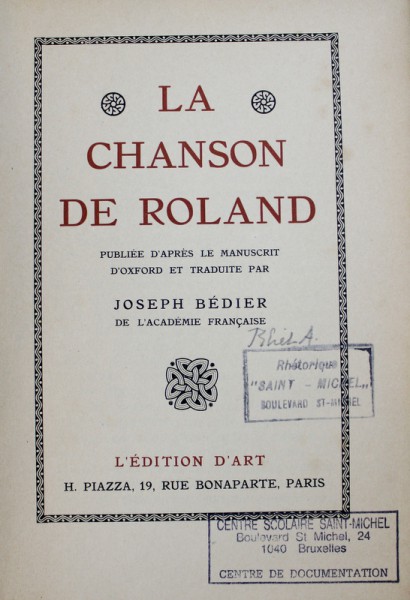 LA
CHANSON
DE ROLAND
PUBLIÉE D'APRÈS LE MANUSCRIT
D'OXFORD ET TRADUITE PAR
JOSEPH BÉDIER
DE L'ACADÉMIE FRANÇAISE
Rhétorique
"SAINT - MICHEL"
BOULEVARD ST-MICHEL
L'ÉDITION D'ART
H. PIAZZA, 19, RUE BONAPARTE, PARIS
CENTRE SCOLAIRE SAINT-MICHEL
Boulevard St Michel, 24
1040 Bruxelles
CENTRE DE DOCUMENTATION